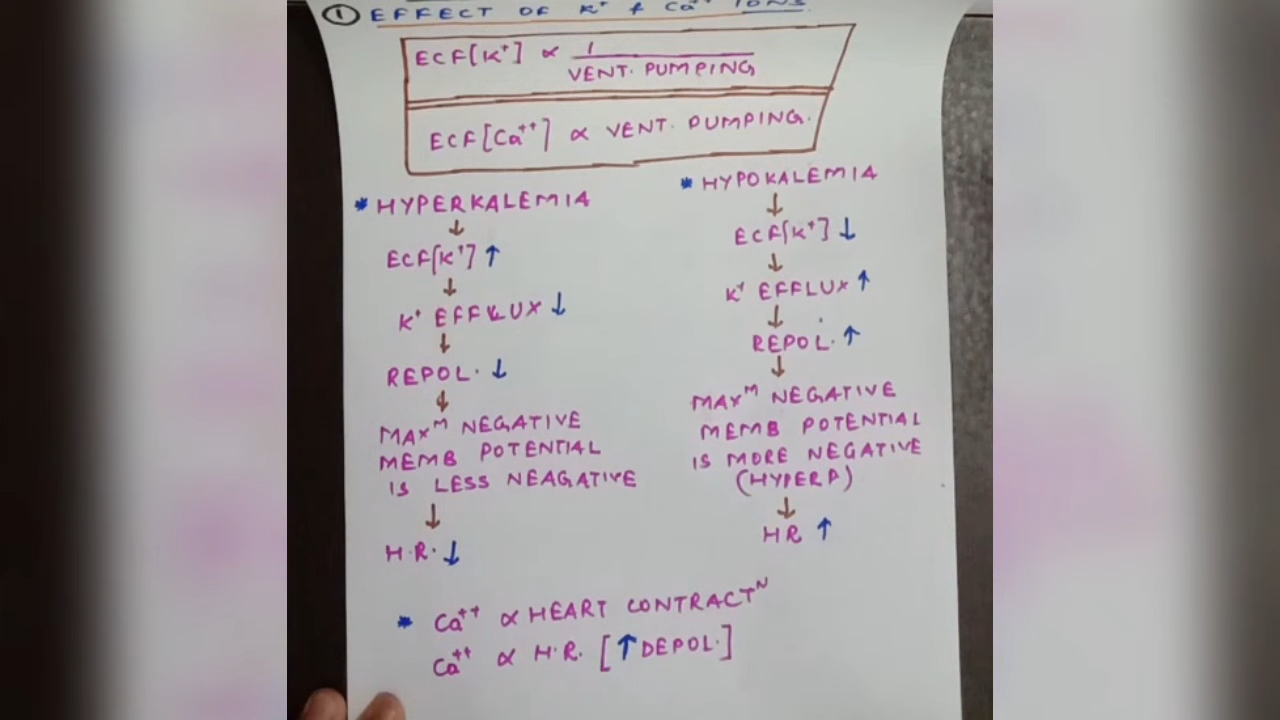 ① EFFECT OF K⁺ & Ca⁺⁺ IONS.
ECF[K⁺] ∝ 1
VENT. PUMPING
ECF[Ca⁺⁺] ∝ VENT. PUMPING.
* HYPERKALEMIA
↓
ECF[K⁺] ↑
↓
K⁺ EFFLUX ↓
↓
REPOL. ↓
↓
MAXᴹ NEGATIVE
MEMB POTENTIAL
IS LESS NEAGATIVE
↓
H.R. ↓
* HYPOKALEMIA
↓
ECF[K⁺] ↓
↓
K⁺ EFFLUX ↑
↓
REPOL. ↑
↓
MAXᴹ NEGATIVE
MEMB POTENTIAL
IS MORE NEGATIVE
(HYPERP)
↓
HR ↑
* Ca⁺⁺ ∝ HEART CONTRACTᴺ
Ca⁺⁺ ∝ H.R. [↑DEPOL.]